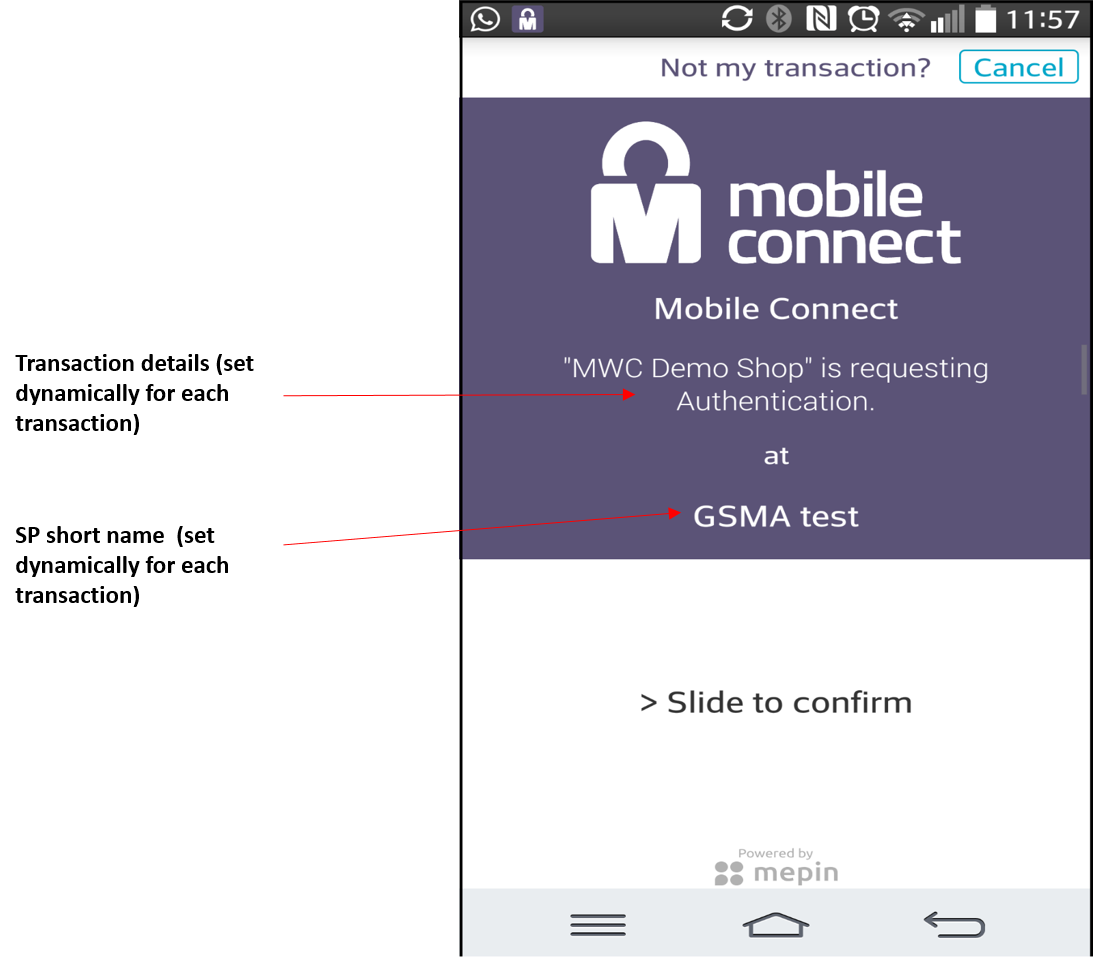 11:57
Not my transaction? Cancel
mobile
connect
Mobile Connect
"MWC Demo Shop" is requesting
Authentication.
at
GSMA test
> Slide to confirm
Powered by
mepin
Transaction details (set
dynamically for each
transaction)
SP short name  (set
dynamically for each
transaction)